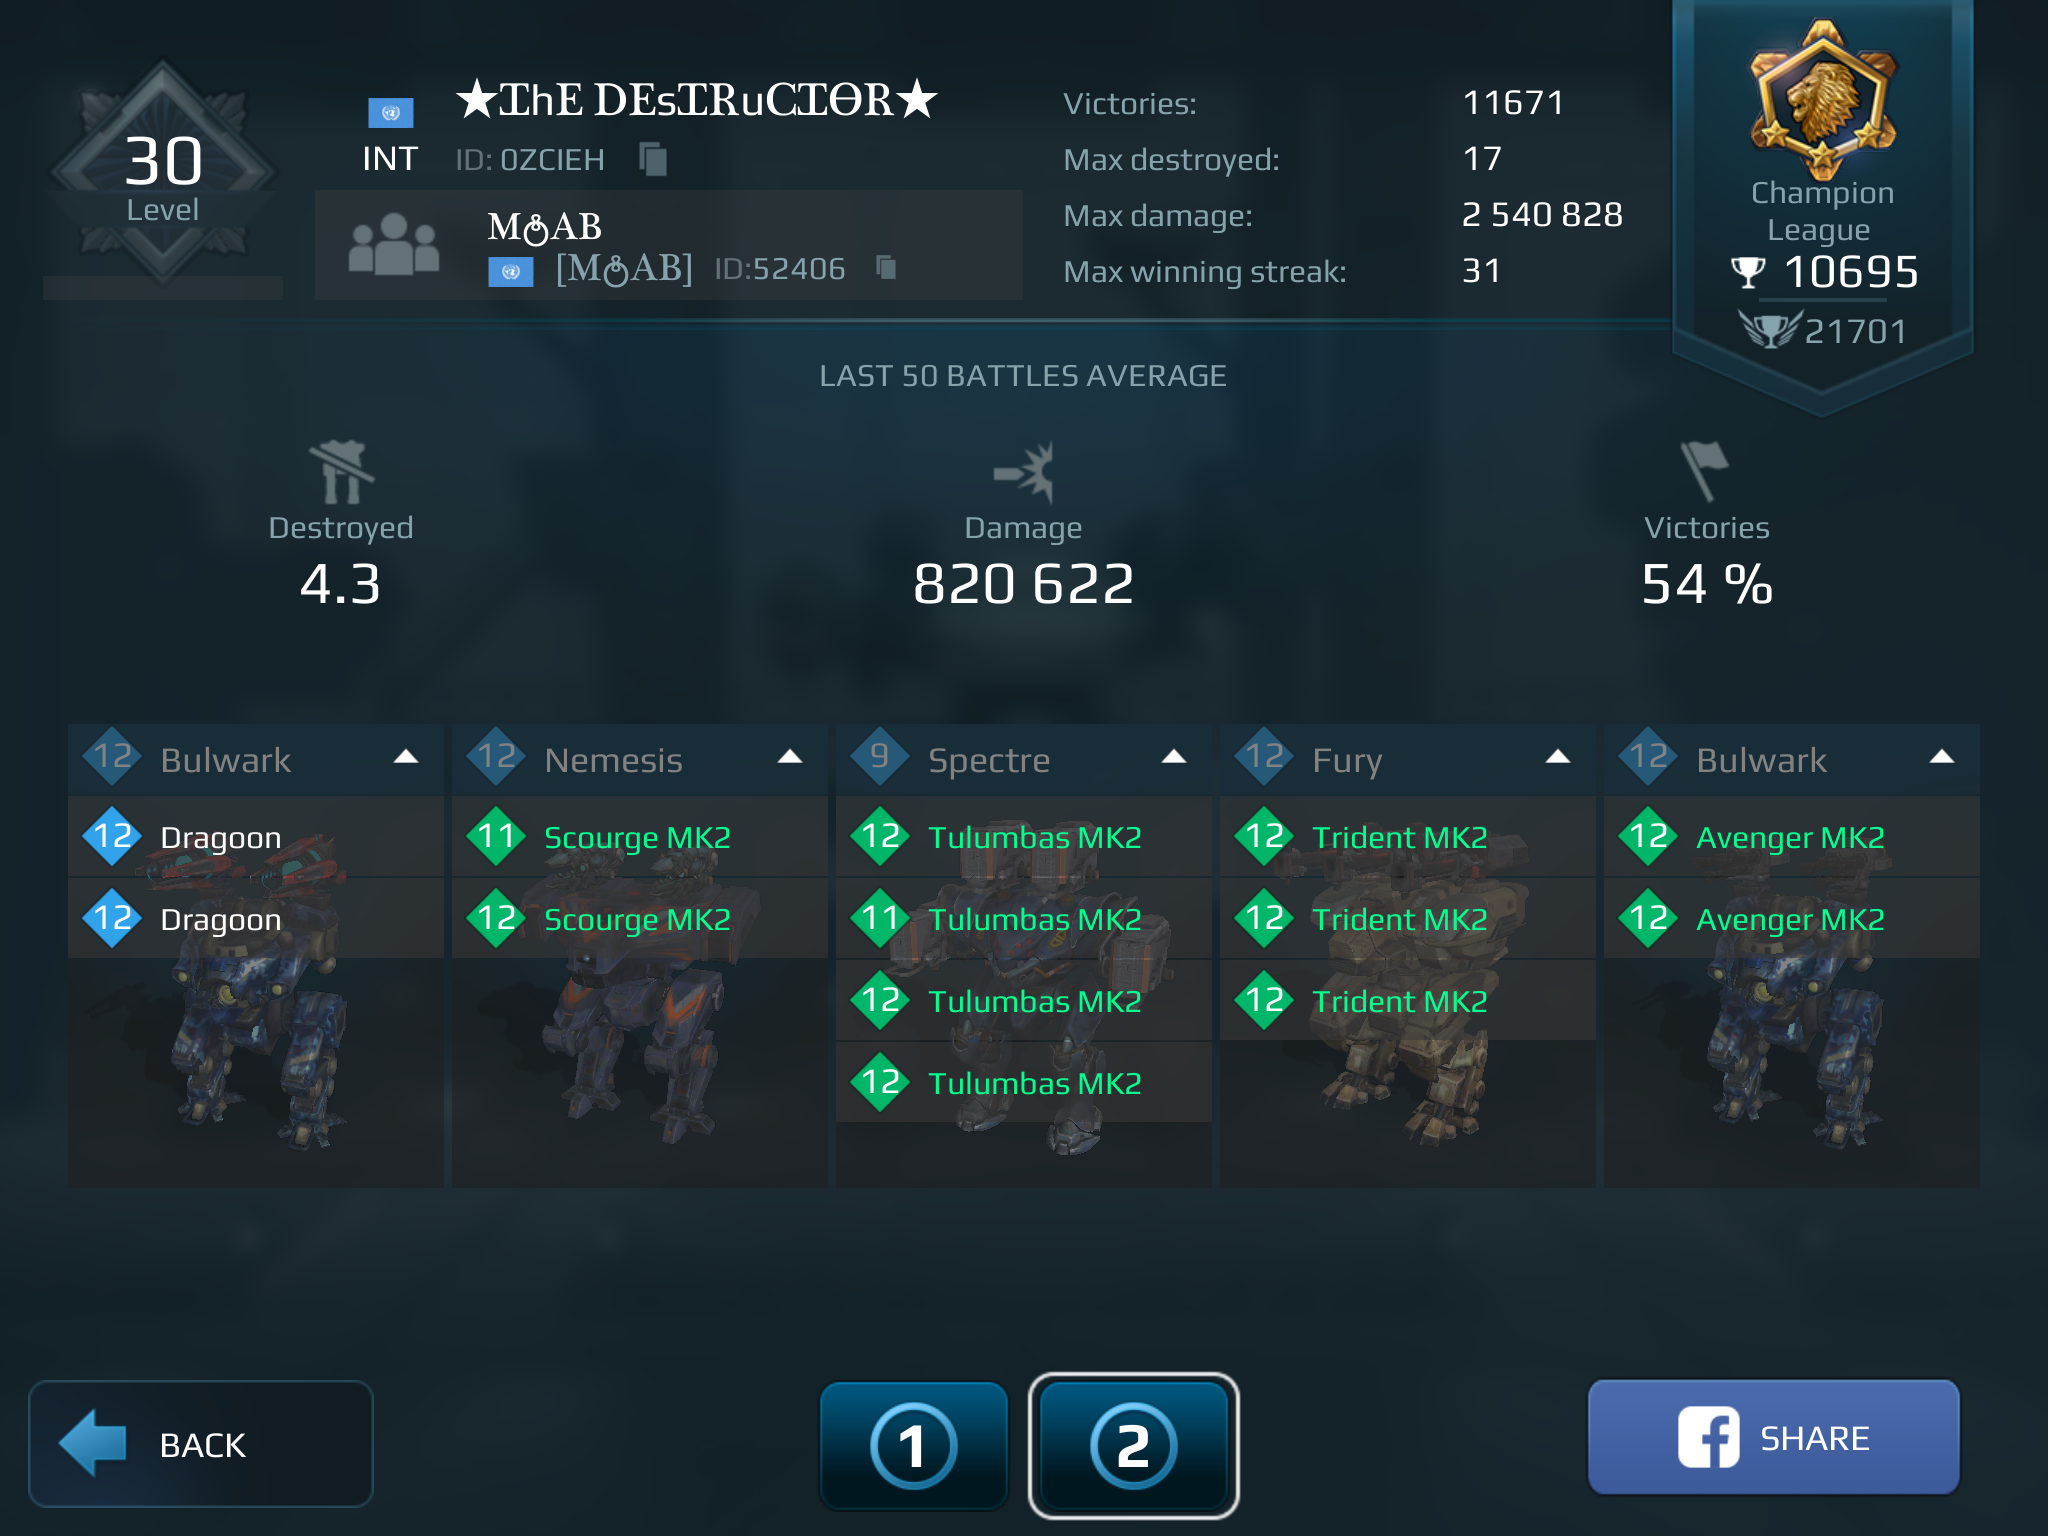 30
Level
INT
★ꞮhE DEsꞮRuCꞮƟR★
ID: 0ZCIEH
MૐAB
[MૐAB] ID:52406
Victories: 11671
Max destroyed: 17
Max damage: 2 540 828
Max winning streak: 31
Champion
League
10695
21701
LAST 50 BATTLES AVERAGE
Destroyed
4.3
Damage
820 622
Victories
54 %
12 Bulwark
12 Dragoon
12 Dragoon
12 Nemesis
11 Scourge MK2
12 Scourge MK2
9 Spectre
12 Tulumbas MK2
11 Tulumbas MK2
12 Tulumbas MK2
12 Tulumbas MK2
12 Fury
12 Trident MK2
12 Trident MK2
12 Trident MK2
12 Bulwark
12 Avenger MK2
12 Avenger MK2
BACK
1
2
SHARE